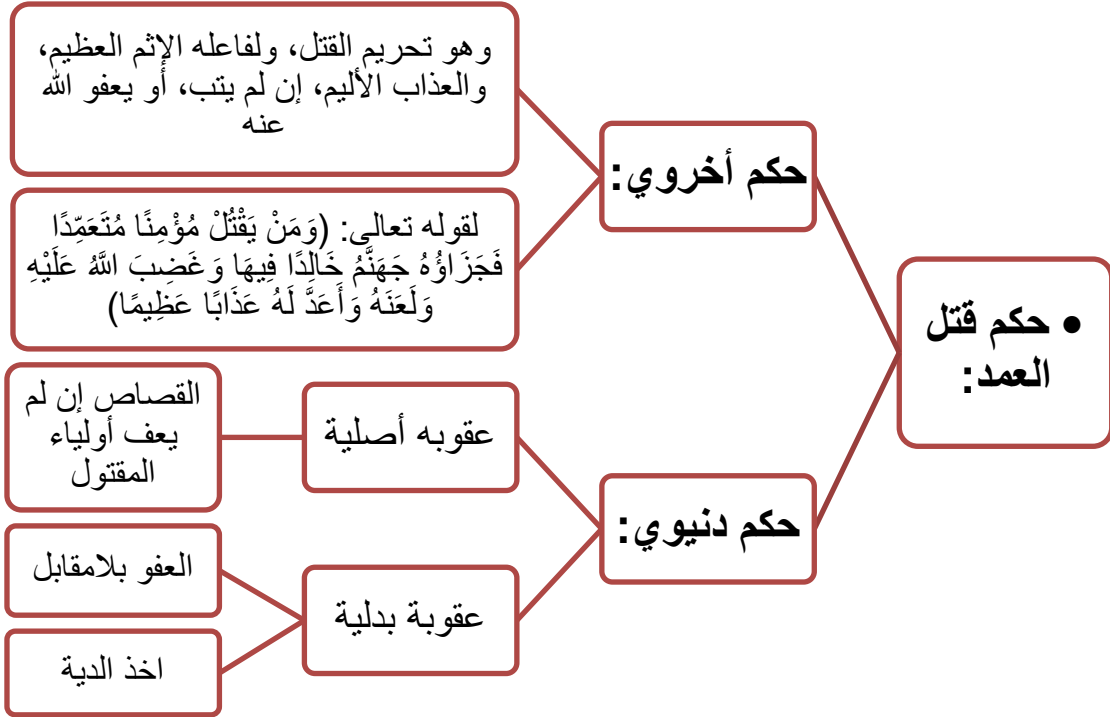 • حكم قتل
العمد:
حكم أخروي:
وهو تحريم القتل، ولفاعله الإثم العظيم،
والعذاب الأليم، إن لم يتب، أو يعفو الله
عنه
لقوله تعالى: (وَمَنْ يَقْتُلْ مُؤْمِنًا مُتَعَمِّدًا
فَجَزَاؤُهُ جَهَنَّمُ خَالِدًا فِيهَا وَغَضِبَ اللَّهُ عَلَيْهِ
وَلَعَنَهُ وَأَعَدَّ لَهُ عَذَابًا عَظِيمًا)
حكم دنيوي:
عقوبه أصلية
القصاص إن لم
يعف أولياء
المقتول
عقوبة بدلية
العفو بلامقابل
اخذ الدية